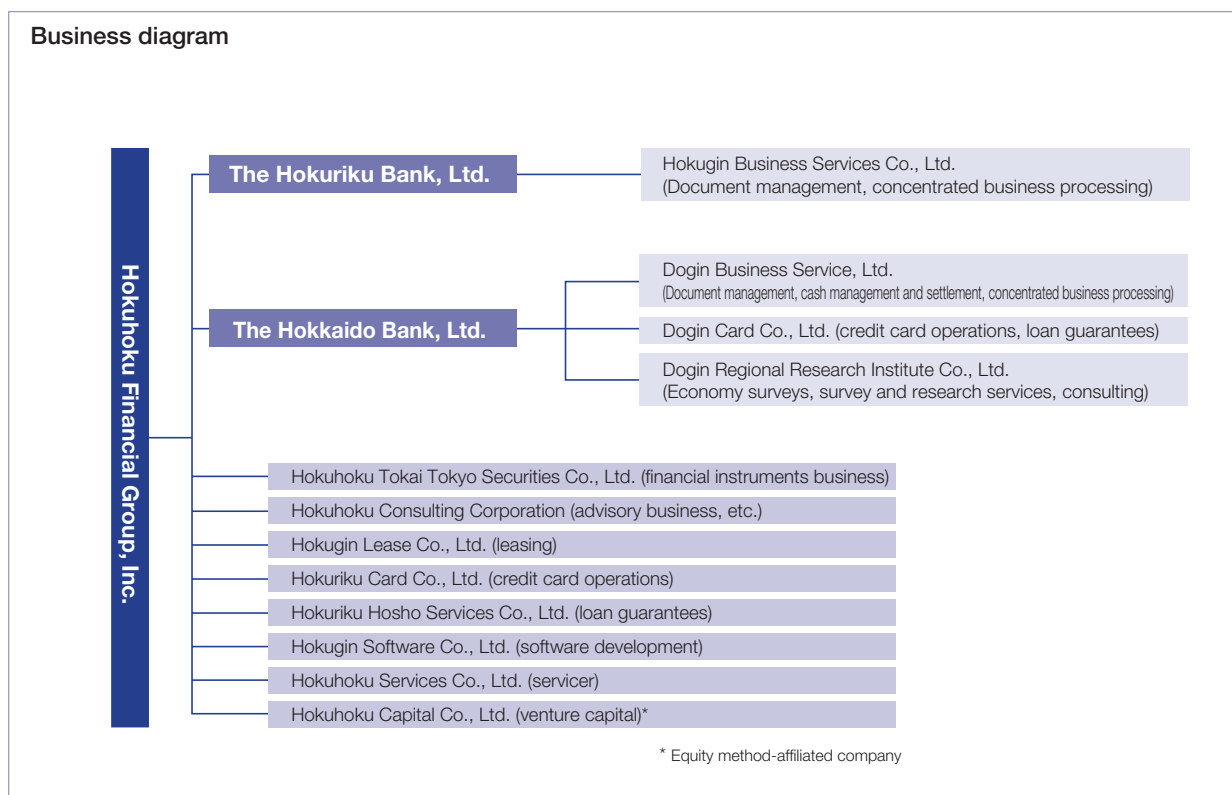 Business diagram
Hokuhoku Financial Group, Inc.
The Hokuriku Bank, Ltd.
Hokugin Business Services Co., Ltd.
(Document management, concentrated business processing)
The Hokkaido Bank, Ltd.
Dogin Business Service, Ltd.
(Document management, cash management and settlement, concentrated business processing)
Dogin Card Co., Ltd. (credit card operations, loan guarantees)
Dogin Regional Research Institute Co., Ltd.
(Economy surveys, survey and research services, consulting)
Hokuhoku Tokai Tokyo Securities Co., Ltd. (financial instruments business)
Hokuhoku Consulting Corporation (advisory business, etc.)
Hokugin Lease Co., Ltd. (leasing)
Hokuriku Card Co., Ltd. (credit card operations)
Hokuriku Hosho Services Co., Ltd. (loan guarantees)
Hokugin Software Co., Ltd. (software development)
Hokuhoku Services Co., Ltd. (servicer)
Hokuhoku Capital Co., Ltd. (venture capital)*
* Equity method-affiliated company